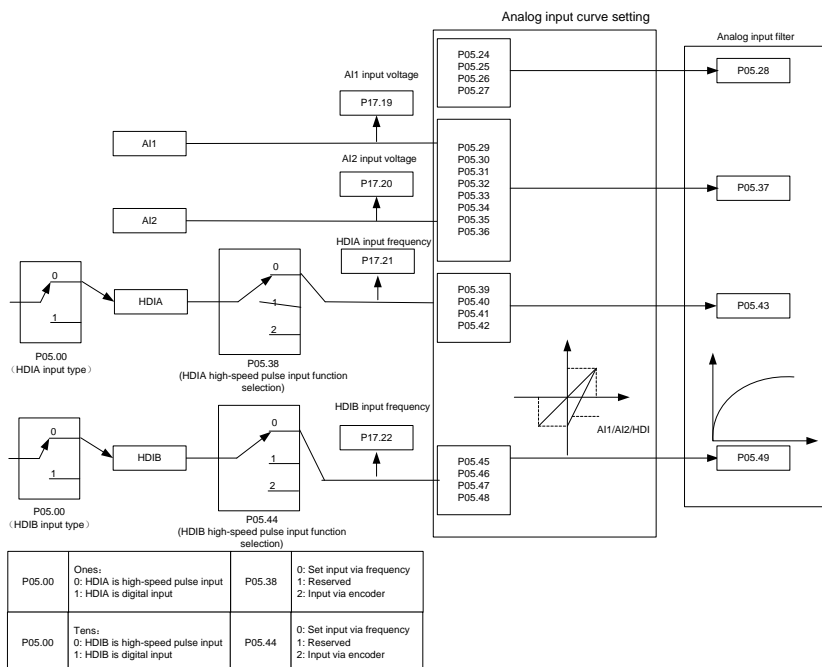 Analog input curve setting
Analog input filter
P05.24
P05.25
P05.26
P05.27
P05.28
AI1 input voltage
P17.19
AI1
P05.29
P05.30
P05.31
P05.32
P05.33
P05.34
P05.35
P05.36
P05.37
AI2 input voltage
P17.20
AI2
HDIA input frequency
P17.21
0
1
HDIA
0
1
2
P05.39
P05.40
P05.41
P05.42
P05.43
P05.00
（HDIA input type）
P05.38
(HDIA high-speed pulse input function
selection)
HDIB input frequency
P17.22
AI1/AI2/HDI
0
1
HDIB
0
1
2
P05.45
P05.46
P05.47
P05.48
P05.49
P05.00
（HDIB input type）
P05.44
(HDIB high-speed pulse input function
selection)
P05.00
Ones：
0: HDIA is high-speed pulse input
1: HDIA is digital input
P05.38
0: Set input via frequency
1: Reserved
2: Input via encoder
P05.00
Tens：
0: HDIB is high-speed pulse input
1: HDIB is digital input
P05.44
0: Set input via frequency
1: Reserved
2: Input via encoder